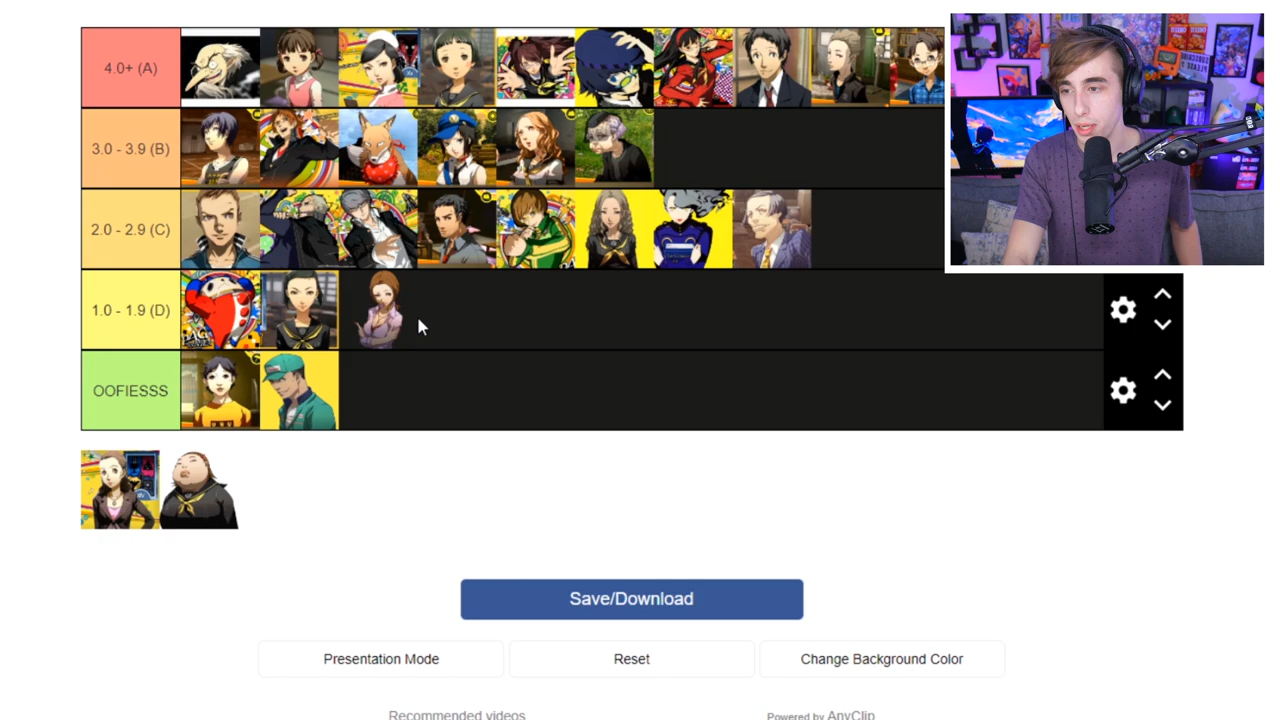 4.0+ (A)
3.0 - 3.9 (B)
2.0 - 2.9 (C)
1.0 - 1.9 (D)
OOFIESSS
Save/Download
Presentation Mode
Reset
Change Background Color
Recommended videos
Powered by AnyClip